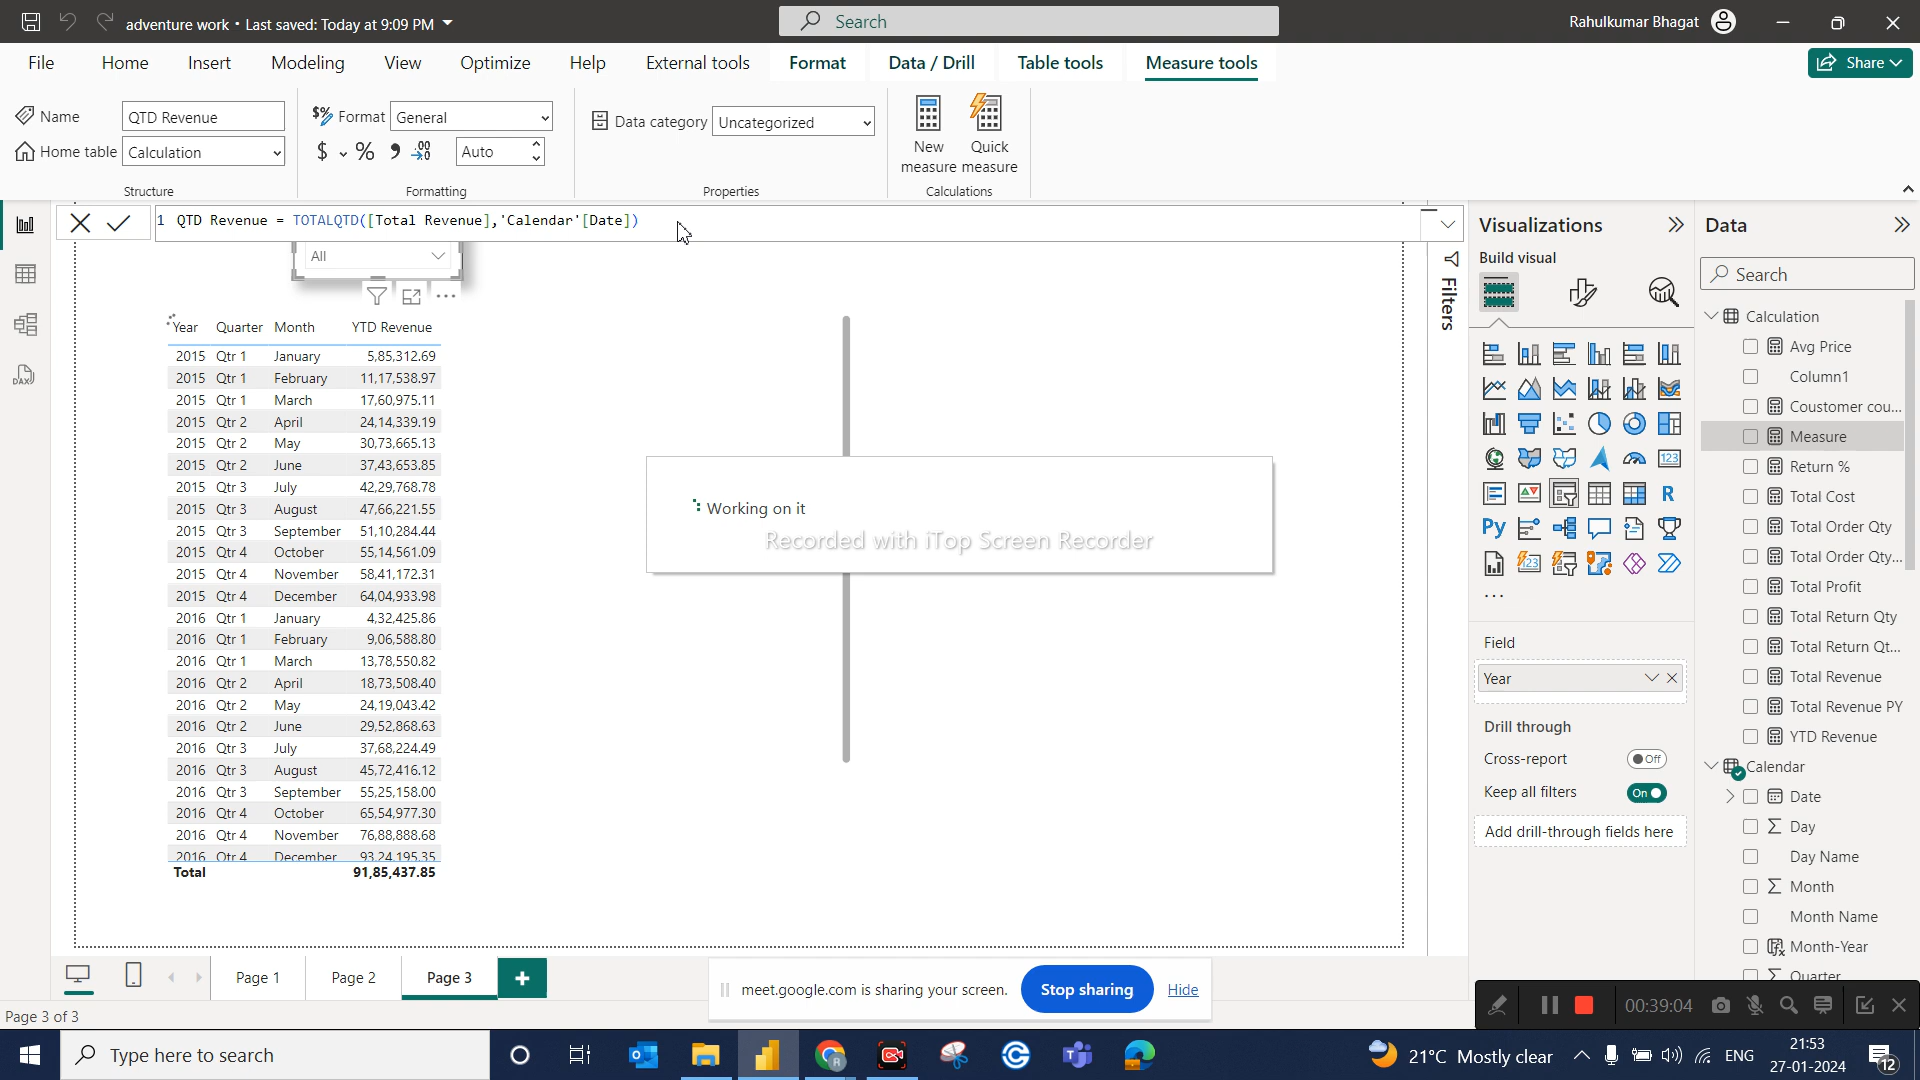 adventure work • Last saved: Today at 9:09 PM
Search
Rahulkumar Bhagat
File Home Insert Modeling View Optimize Help External tools Format Data / Drill Table tools Measure tools
Share
Name QTD Revenue
Home table Calculation
Structure
Format General
$ % 9 .00 Auto
Formatting
Data category Uncategorized
Properties
New measure
Quick measure
Calculations
1 QTD Revenue = TOTALQTD([Total Revenue],'Calendar'[Date])
All
Year Quarter Month YTD Revenue
2015 Qtr 1 January 5,85,312.69
2015 Qtr 1 February 11,17,538.97
2015 Qtr 1 March 17,60,975.11
2015 Qtr 2 April 24,14,339.19
2015 Qtr 2 May 30,73,665.13
2015 Qtr 2 June 37,43,653.85
2015 Qtr 3 July 42,29,768.78
2015 Qtr 3 August 47,66,221.55
2015 Qtr 3 September 51,10,284.44
2015 Qtr 4 October 55,14,561.09
2015 Qtr 4 November 58,41,172.31
2015 Qtr 4 December 64,04,933.98
2016 Qtr 1 January 4,32,425.86
2016 Qtr 1 February 9,06,588.80
2016 Qtr 1 March 13,78,550.82
2016 Qtr 2 April 18,73,508.40
2016 Qtr 2 May 24,19,043.42
2016 Qtr 2 June 29,52,868.63
2016 Qtr 3 July 37,68,224.49
2016 Qtr 3 August 45,72,416.12
2016 Qtr 3 September 55,25,158.00
2016 Qtr 4 October 65,54,977.30
2016 Qtr 4 November 76,88,888.68
2016 Qtr 4 December 93,24,195.35
Total 91,85,437.85
Working on it
Recorded with iTop Screen Recorder
Filters
Visualizations
Build visual
123
R
Py
123
Field
Year
Drill through
Cross-report Off
Keep all filters On
Add drill-through fields here
Data
Search
Calculation
Avg Price
Column1
Coustomer cou...
Measure
Return %
Total Cost
Total Order Qty
Total Order Qty...
Total Profit
Total Return Qty
Total Return Qt...
Total Revenue
Total Revenue PY
YTD Revenue
Calendar
Date
Day
Day Name
Month
Month Name
Month-Year
Quarter
DAX
Page 1 Page 2 Page 3 +
meet.google.com is sharing your screen. Stop sharing Hide
Page 3 of 3
00:39:04
Type here to search
21°C Mostly clear
ENG
21:53
27-01-2024
12